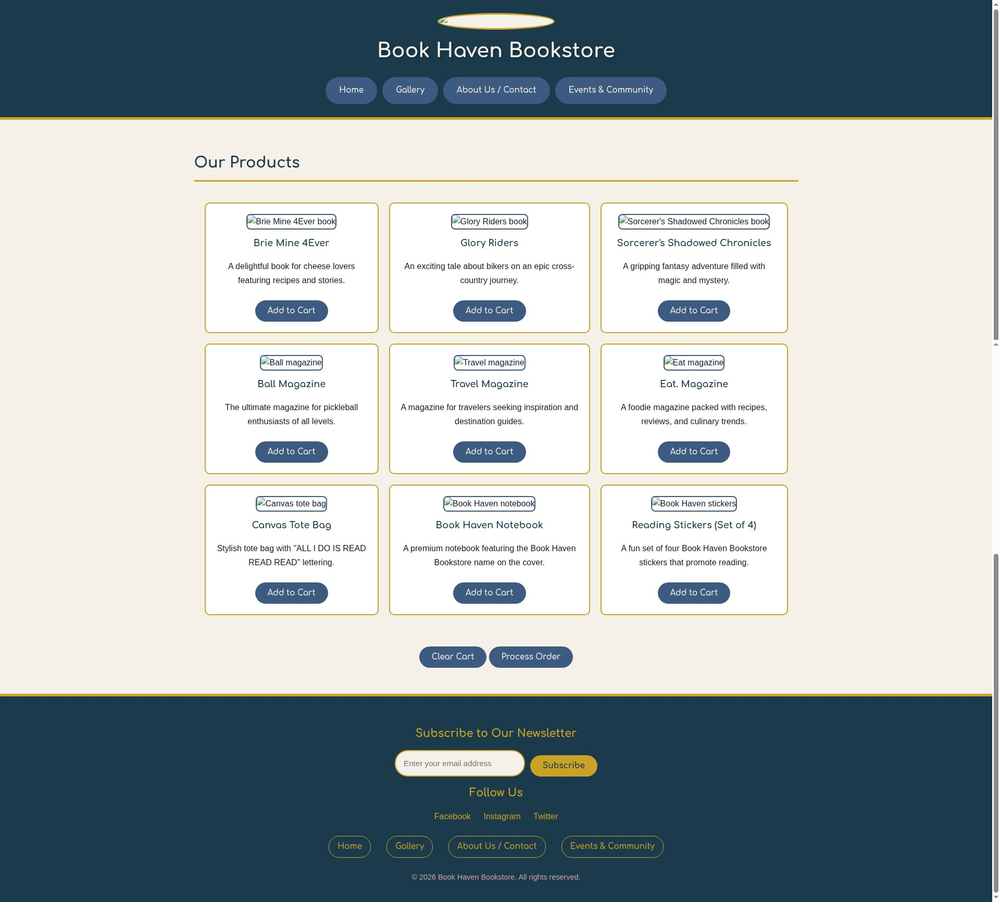 Book Haven Bookstore
Home Gallery About Us / Contact Events & Community
Our Products
Brie Mine 4Ever book Glory Riders book Sorcerer's Shadowed Chronicles book
Brie Mine 4Ever Glory Riders Sorcerer's Shadowed Chronicles
A delightful book for cheese lovers An exciting tale about bikers on an epic cross- A gripping fantasy adventure filled with
featuring recipes and stories. country journey. magic and mystery.
Add to Cart Add to Cart Add to Cart
Ball magazine Travel magazine Eat magazine
Ball Magazine Travel Magazine Eat. Magazine
The ultimate magazine for pickleball A magazine for travelers seeking inspiration and A foodie magazine packed with recipes,
enthusiasts of all levels. destination guides. reviews, and culinary trends.
Add to Cart Add to Cart Add to Cart
Canvas tote bag Book Haven notebook Book Haven stickers
Canvas Tote Bag Book Haven Notebook Reading Stickers (Set of 4)
Stylish tote bag with "ALL I DO IS READ A premium notebook featuring the Book Haven A fun set of four Book Haven Bookstore
READ READ" lettering. Bookstore name on the cover. stickers that promote reading.
Add to Cart Add to Cart Add to Cart
Clear Cart Process Order
Subscribe to Our Newsletter
Enter your email address Subscribe
Follow Us
Facebook Instagram Twitter
Home Gallery About Us / Contact Events & Community
© 2026 Book Haven Bookstore. All rights reserved.